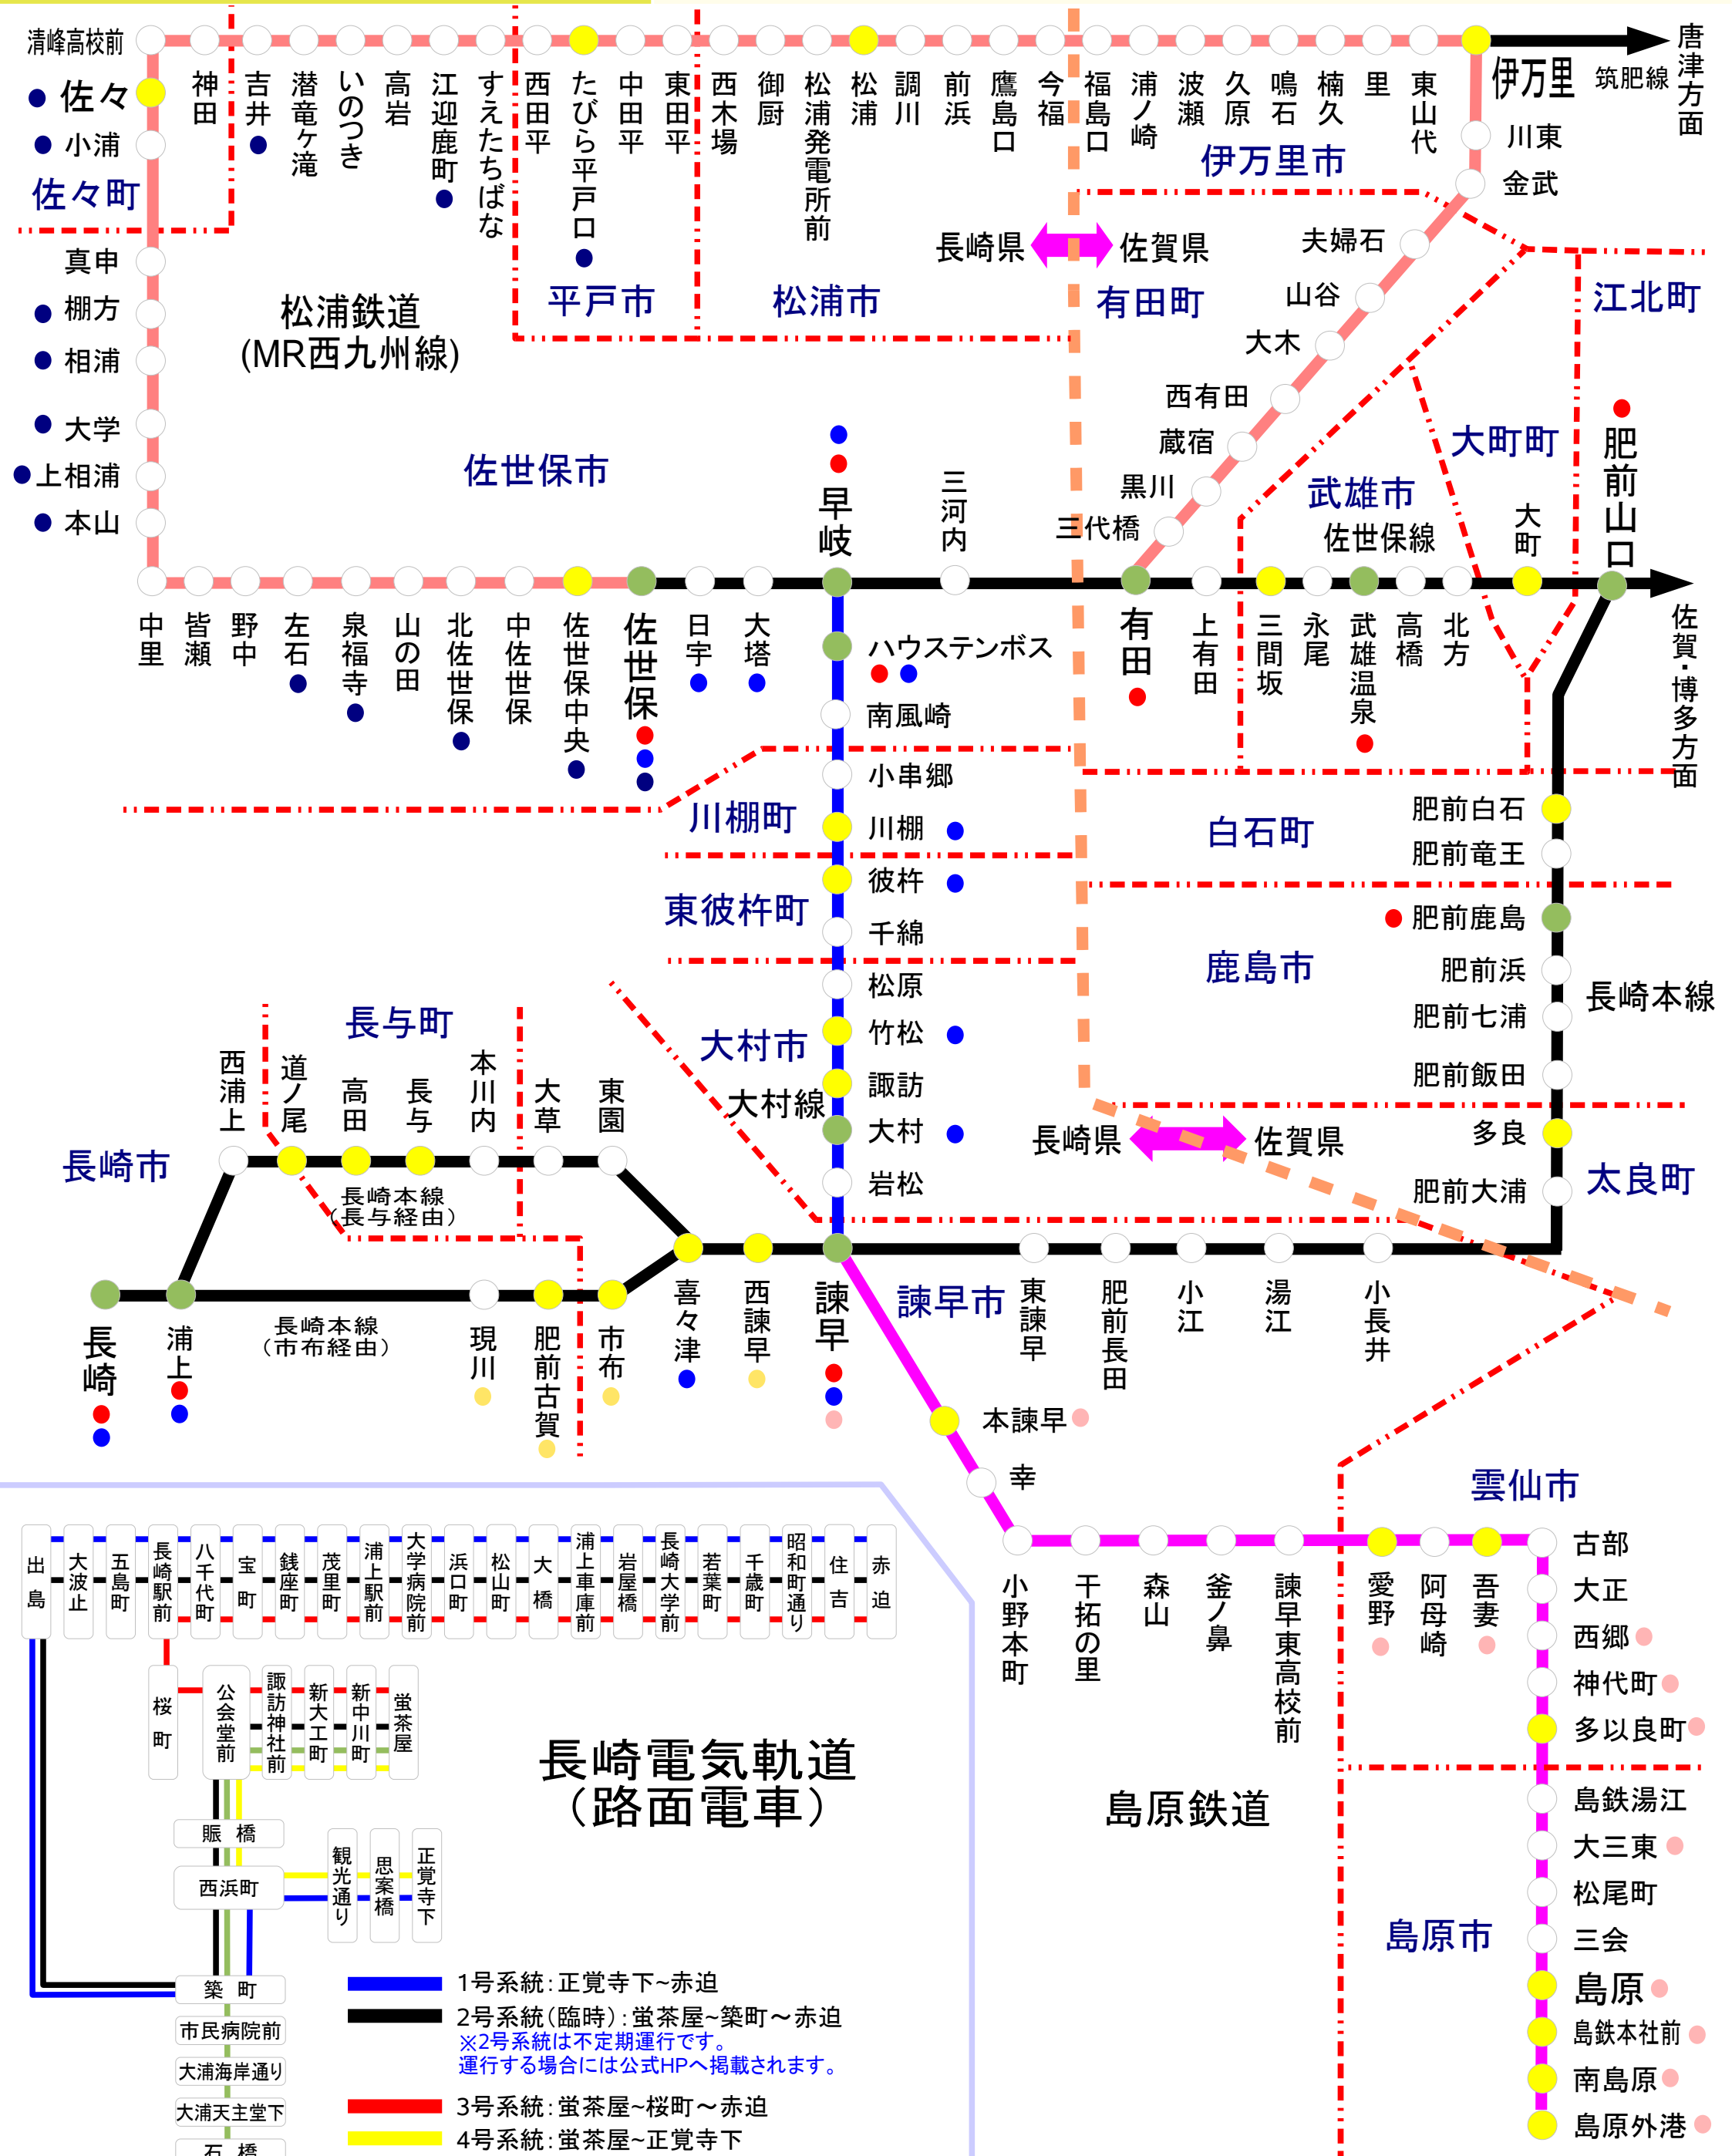 清峰高校前
神田
吉井
潜竜ヶ滝
いのつき
高岩
江迎鹿町
すえたちばな
西田平
たびら平戸口
中田平
東田平
西木場
御厨
松浦発電所前
松浦
調川
前浜
鷹島口
今福
福島口
浦ノ崎
波瀬
久原
鳴石
楠久
里
東山代
伊万里
筑肥線
唐津方面
佐々
小浦
佐々町
真申
棚方
相浦
大学
上相浦
本山
松浦鉄道
(MR西九州線)
平戸市
松浦市
長崎県
佐賀県
伊万里市
有田町
川東
金武
夫婦石
山谷
大木
西有田
蔵宿
黒川
三代橋
江北町
大町町
武雄市
佐世保線
佐世保市
早岐
三河内
大町
肥前山口
中里
皆瀬
野中
左石
泉福寺
山の田
北佐世保
中佐世保
佐世保中央
佐世保
日宇
大塔
有田
上有田
三間坂
永尾
武雄温泉
高橋
北方
佐賀・博多方面
ハウステンボス
南風崎
小串郷
川棚
彼杵
千綿
松原
竹松
諏訪
大村
岩松
川棚町
東彼杵町
大村市
大村線
白石町
鹿島市
太良町
肥前白石
肥前竜王
肥前鹿島
肥前浜
肥前七浦
肥前飯田
多良
肥前大浦
長崎本線
長崎県
佐賀県
長与町
長崎市
西浦上
道ノ尾
高田
長与
本川内
大草
東園
長崎本線
(長与経由)
長崎本線
(市布経由)
長崎
浦上
現川
肥前古賀
市布
喜々津
西諫早
諫早
諫早市
東諫早
肥前長田
小江
湯江
小長井
本諫早
幸
小野本町
干拓の里
森山
釜ノ鼻
諫早東高校前
愛野
阿母崎
吾妻
雲仙市
古部
大正
西郷
神代町
多以良町
島鉄湯江
大三東
松尾町
三会
島原
島鉄本社前
南島原
島原外港
島原鉄道
島原市
出島
大波止
五島町
長崎駅前
八千代町
宝町
銭座町
茂里町
浦上駅前
大学病院前
浜口町
松山町
大橋
浦上車庫前
岩屋橋
長崎大学前
若葉町
千歳町
昭和町通り
住吉
赤迫
桜町
公会堂前
諏訪神社前
新大工町
新中川町
蛍茶屋
賑橋
西浜町
観光通り
思案橋
正覚寺下
築町
市民病院前
大浦海岸通り
大浦天主堂下
石橋
長崎電気軌道
(路面電車)
1号系統:正覚寺下~赤迫
2号系統(臨時):蛍茶屋~築町～赤迫
※2号系統は不定期運行です。
運行する場合には公式HPへ掲載されます。
3号系統:蛍茶屋~桜町～赤迫
4号系統:蛍茶屋~正覚寺下